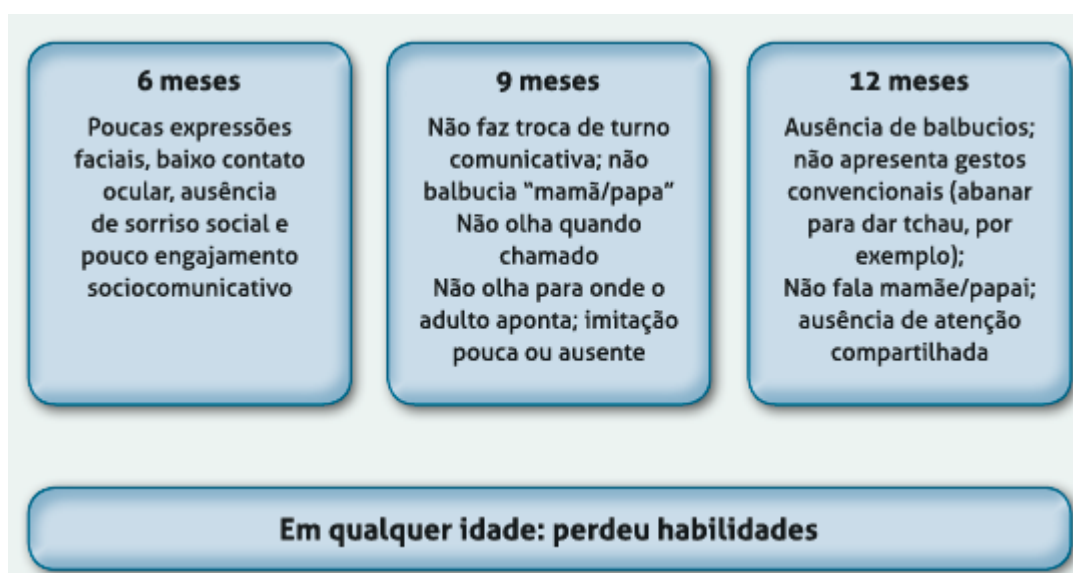 6 meses
Poucas expressões
faciais, baixo contato
ocular, ausência
de sorriso social e
pouco engajamento
sociocomunicativo
9 meses
Não faz troca de turno
comunicativa; não
balbucia “mamã/papa”
Não olha quando
chamado
Não olha para onde o
adulto aponta; imitação
pouca ou ausente
12 meses
Ausência de balbucios;
não apresenta gestos
convencionais (abanar
para dar tchau, por
exemplo);
Não fala mamãe/papai;
ausência de atenção
compartilhada
Em qualquer idade: perdeu habilidades